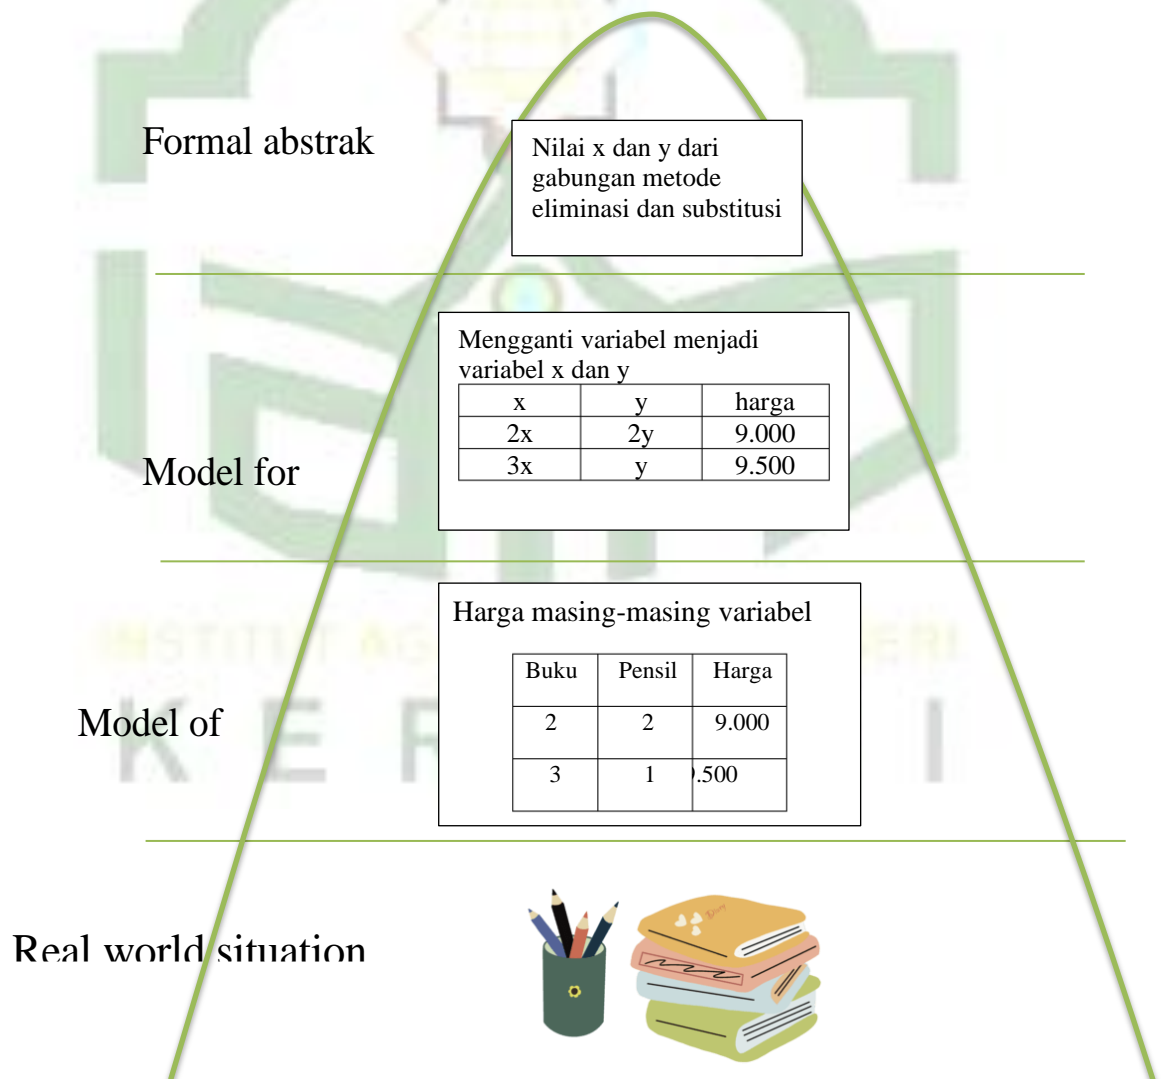 Formal abstrak
Nilai x dan y dari
gabungan metode
eliminasi dan substitusi
Model for
Mengganti variabel menjadi
variabel x dan y
x y harga
2x 2y 9.000
3x y 9.500
Model of
Harga masing-masing variabel
Buku Pensil Harga
2 2 9.000
3 1 .500
Real world situation